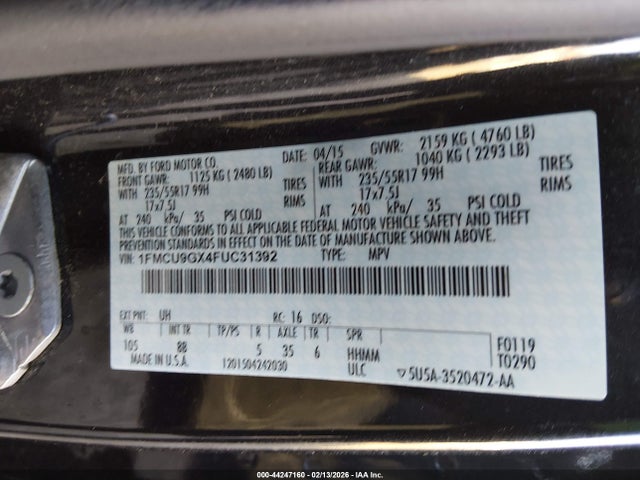 MFD. BY FORD MOTOR CO.
DATE: 04/15 GVWR: 2159 KG ( 4760 LB)
FRONT GAWR: 1125 KG ( 2480 LB)
REAR GAWR: 1040 KG ( 2293 LB)
WITH 235/55R17 99H TIRES
WITH 235/55R17 99H TIRES
17x7.5J RIMS
17x7.5J RIMS
AT 240 kPa/ 35 PSI COLD
AT 240 kPa/ 35 PSI COLD
THIS VEHICLE CONFORMS TO ALL APPLICABLE FEDERAL MOTOR VEHICLE SAFETY AND THEFT
PREVENTION STANDARDS IN EFFECT ON THE DATE OF MANUFACTURE SHOWN ABOVE.
VIN: 1FMCU9GX4FUC31392 TYPE: MPV
EXT PNT: UH RC: 16 DSO:
WB INT TR TP/PS R AXLE TR SPR
105 88 5 35 6 HHMM
F0119
T0290
MADE IN U.S.A. 1201504242030 ULC
5U5A-3520472-AA
000-44247160 - 02/13/2026 - IAA Inc.